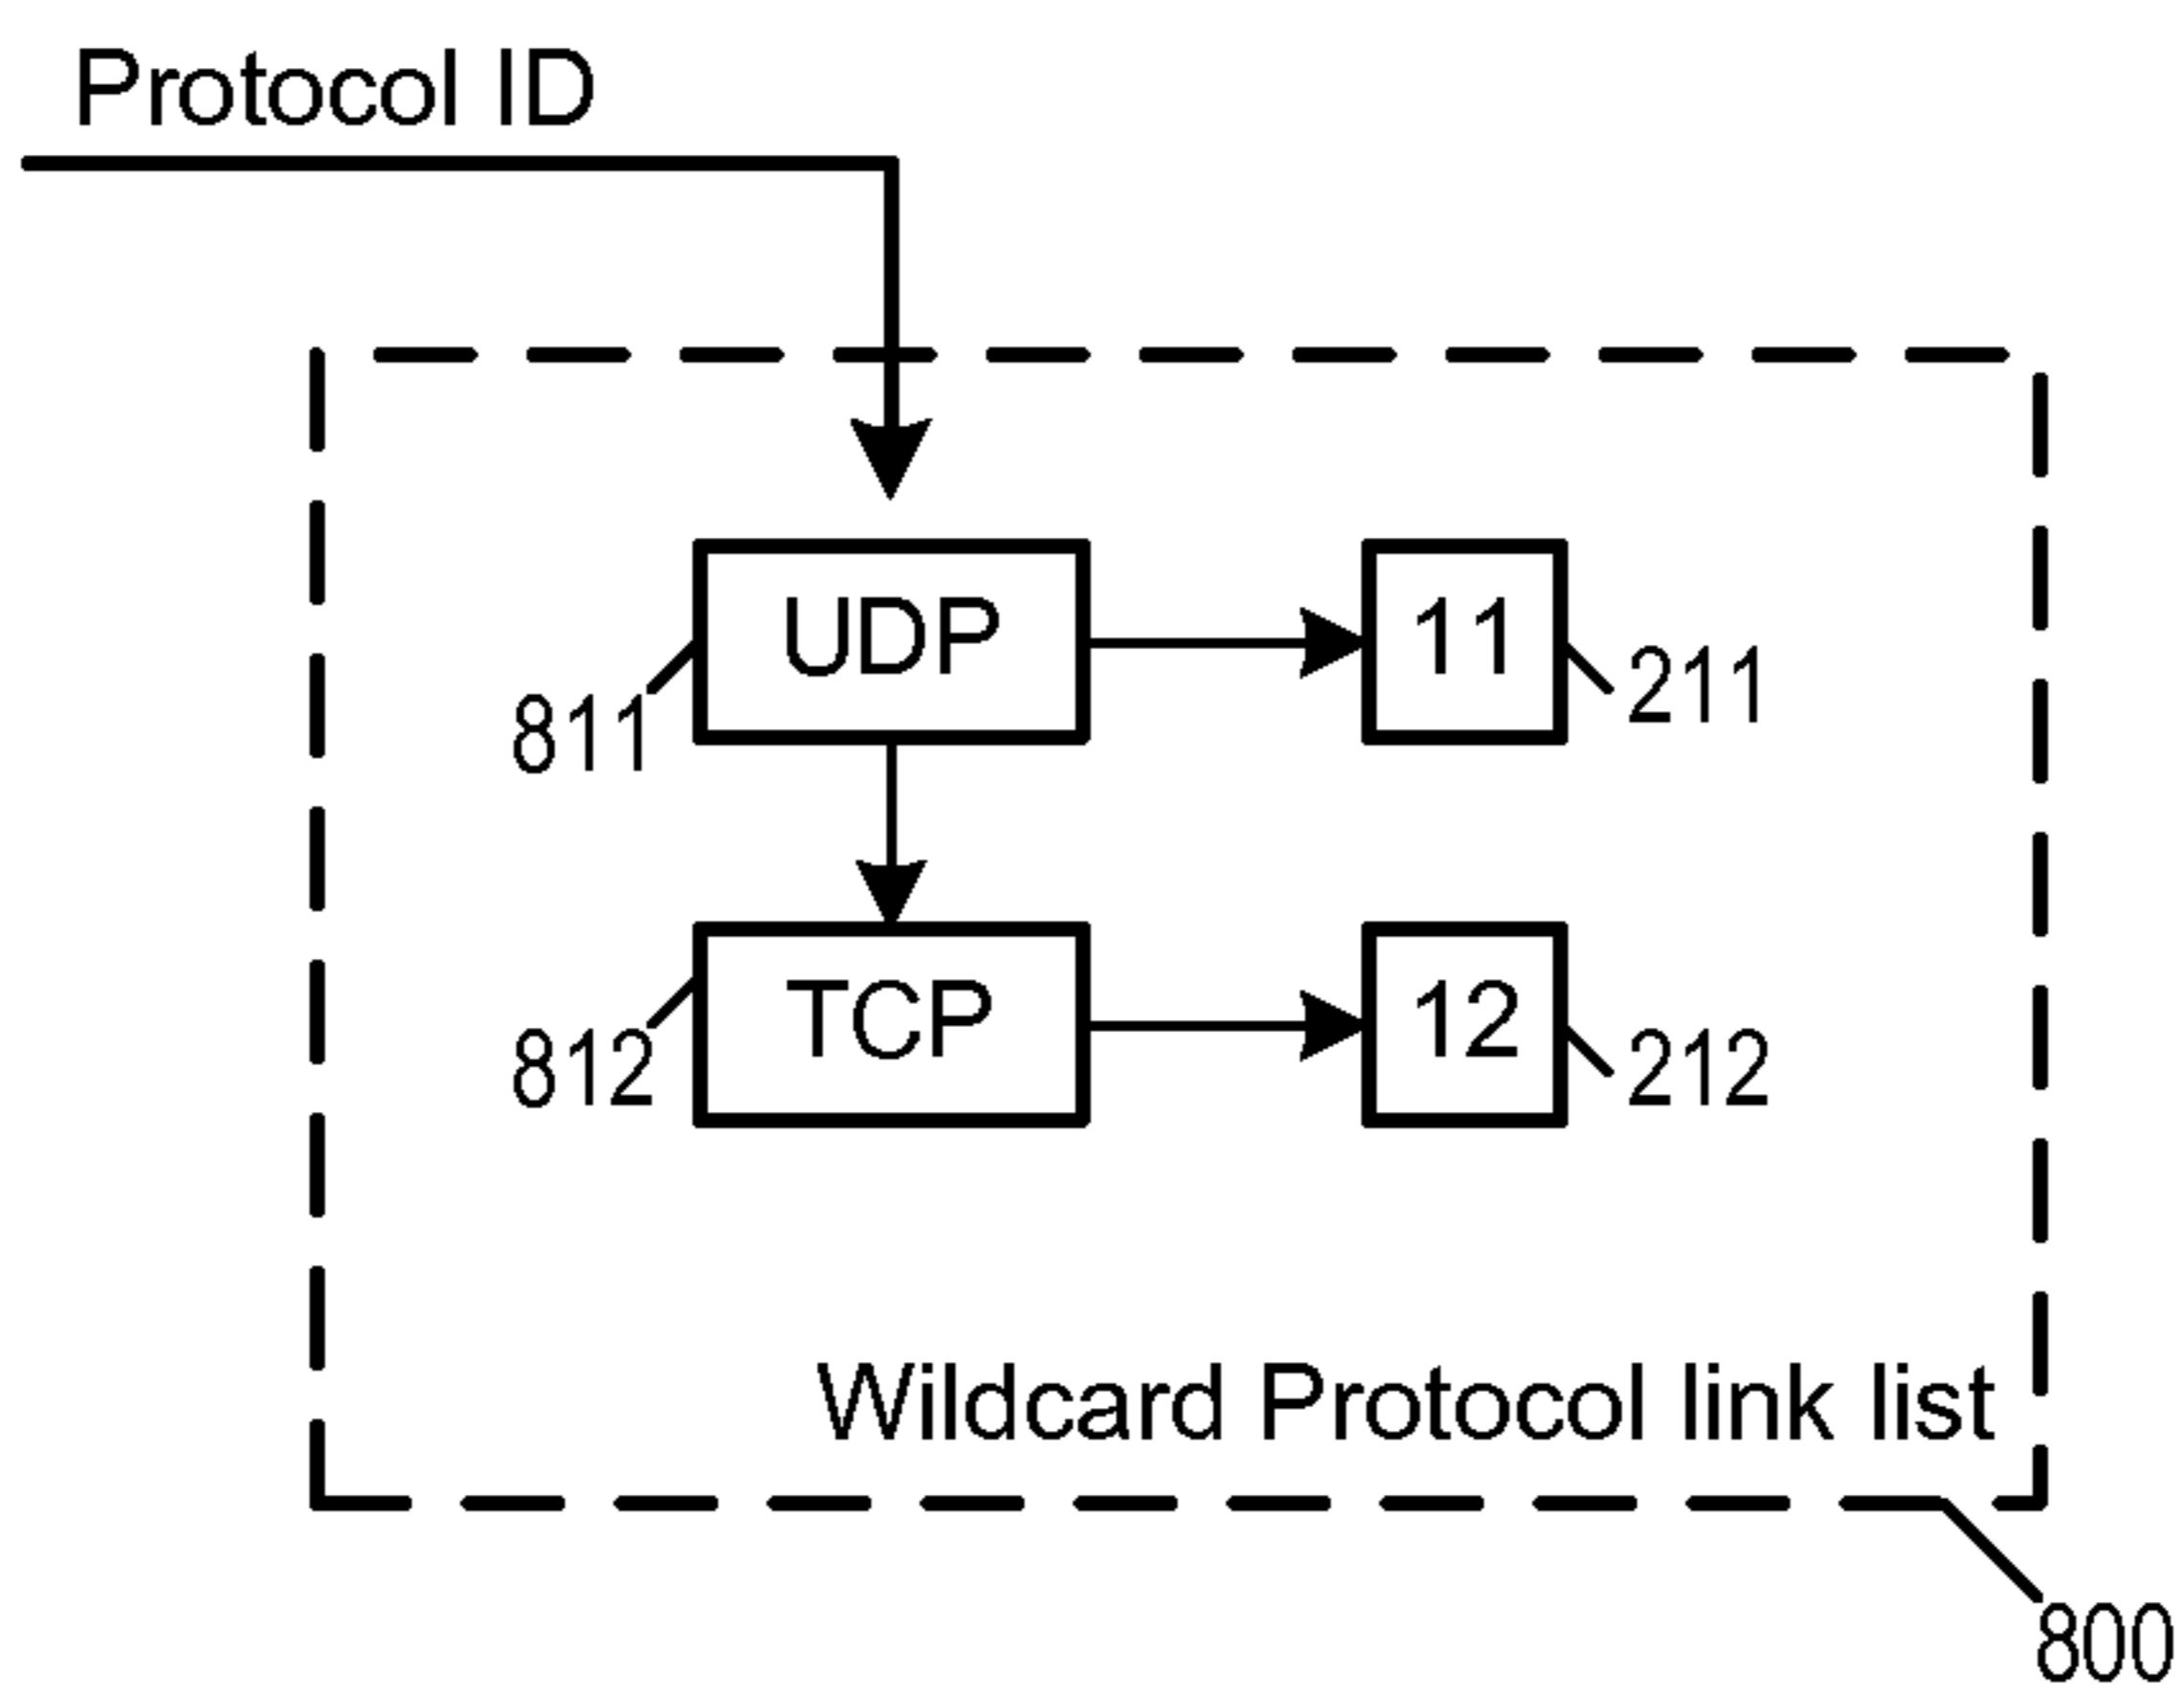 Protocol ID
UDP
11
811
211
TCP
12
812
212
Wildcard Protocol link list
800